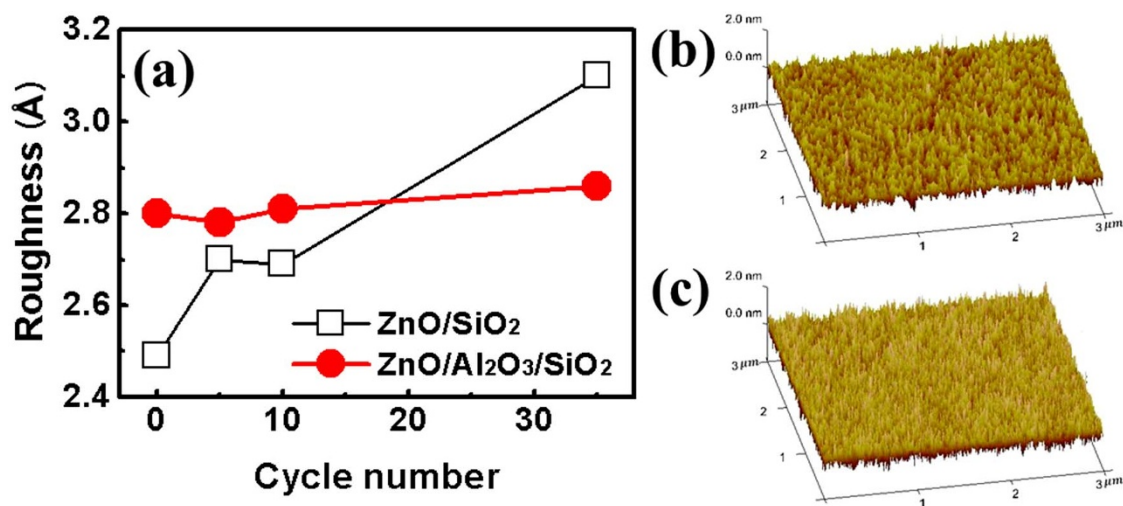 (a)
3.2
3.0
2.8
2.6
2.4
Roughness (Å)
ZnO/SiO₂
ZnO/Al₂O₃/SiO₂
0
10
20
30
Cycle number
(b)
2.0 nm
0.0 nm
3 μm
2
1
1
2
3 μm
(c)
2.0 nm
0.0 nm
3 μm
2
1
1
2
3 μm